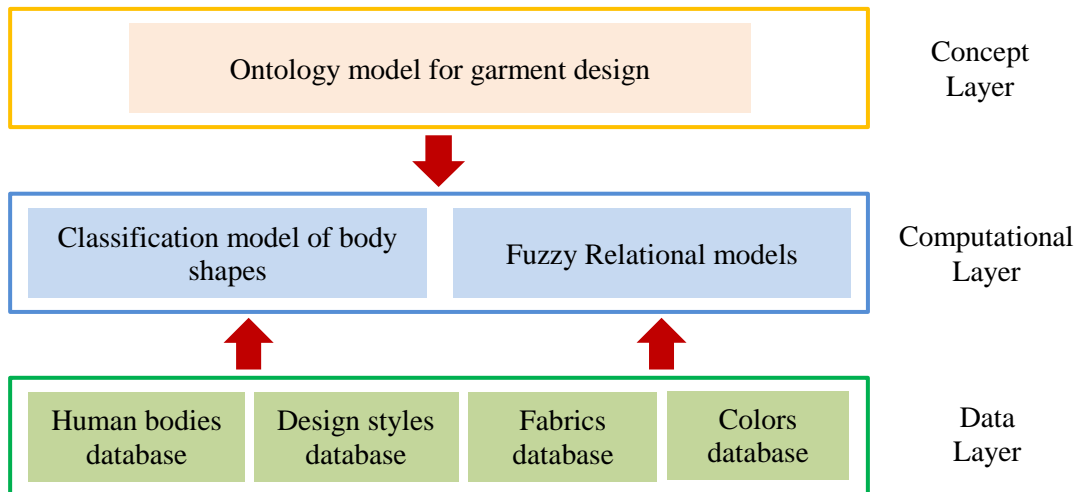 Ontology model for garment design
Concept
Layer
Classification model of body
shapes
Fuzzy Relational models
Computational
Layer
Human bodies
database
Design styles
database
Fabrics
database
Colors
database
Data
Layer